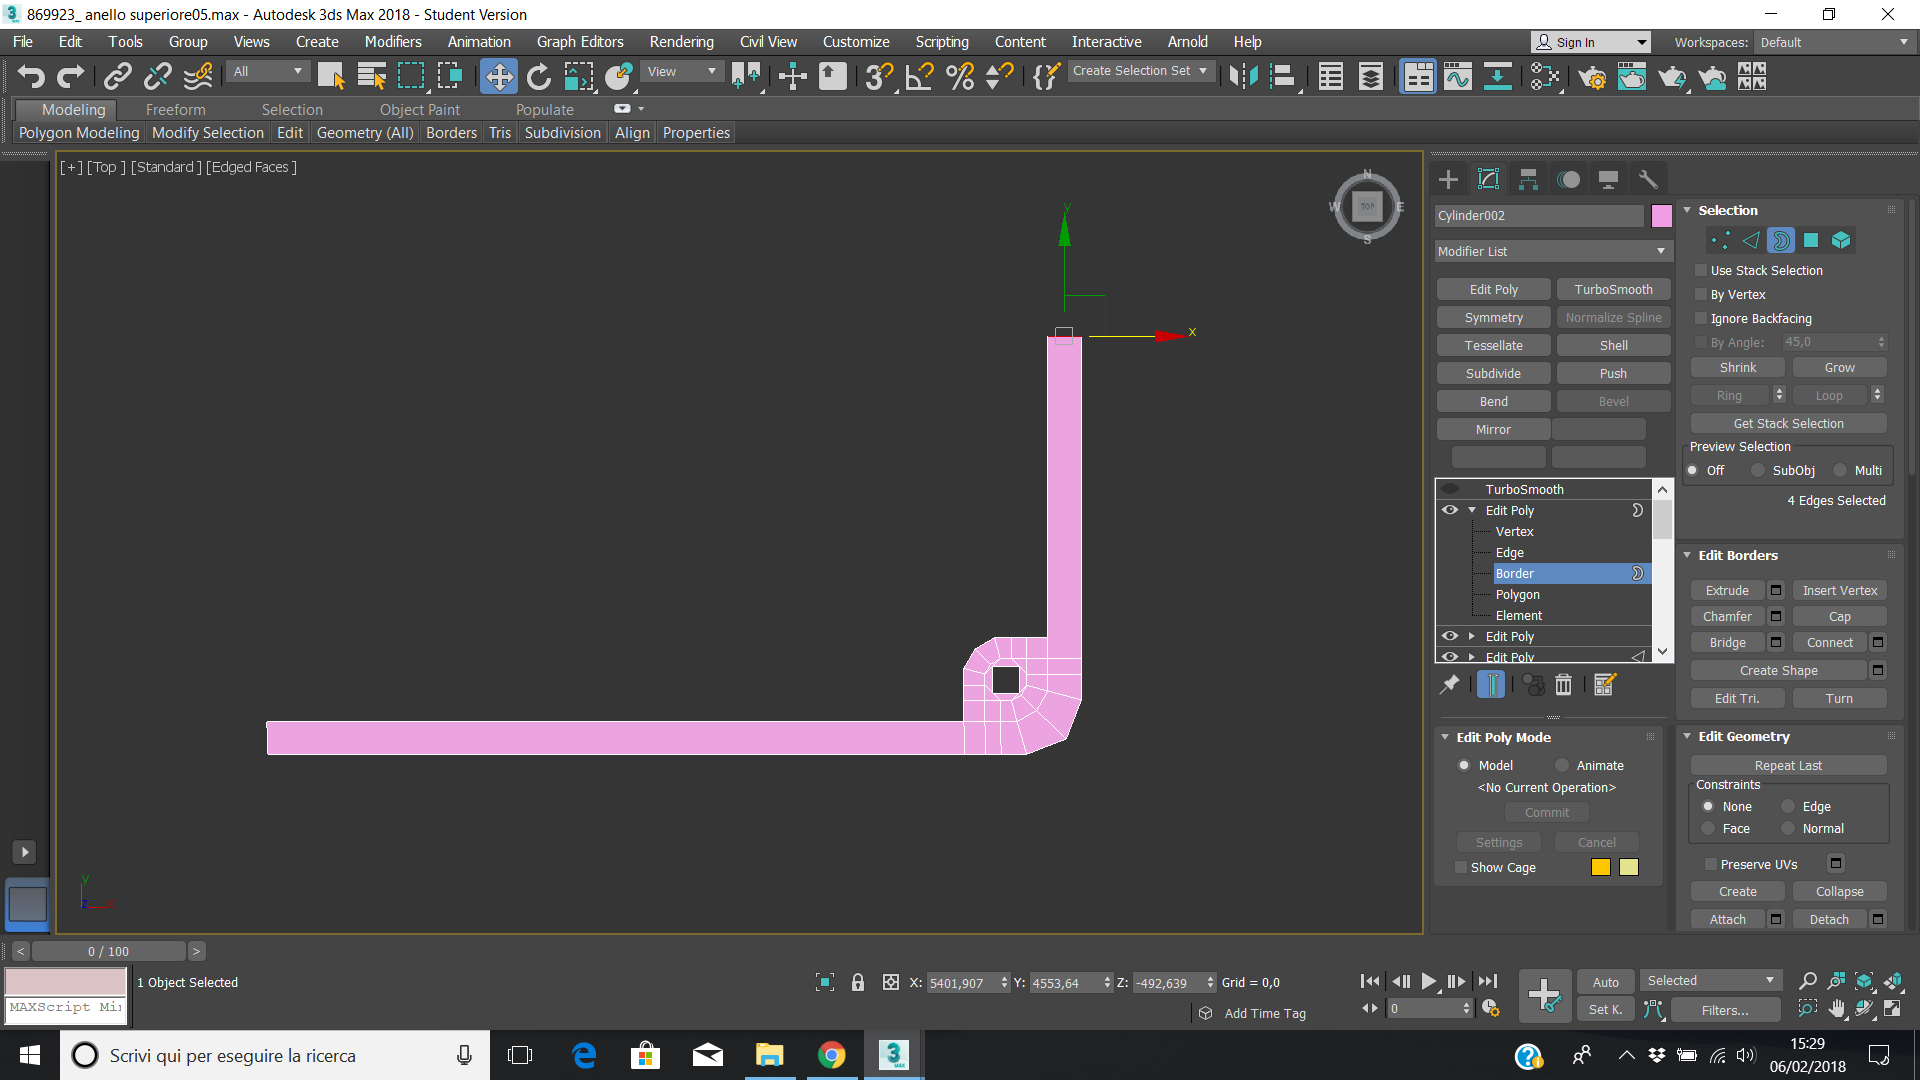 869923_ anello superiore05.max - Autodesk 3ds Max 2018 - Student Version
File Edit Tools Group Views Create Modifiers Animation Graph Editors Rendering Civil View Customize Scripting Content Interactive Arnold Help Sign In Workspaces: Default
All View Create Selection Set
Modeling Freeform Selection Object Paint Populate
Polygon Modeling Modify Selection Edit Geometry (All) Borders Tris Subdivision Align Properties
[+] [Top ] [Standard ] [Edged Faces ]
N
W TOP E
S
y
x
y
z
Cylinder002
Modifier List
Edit Poly TurboSmooth
Symmetry Normalize Spline
Tessellate Shell
Subdivide Push
Bend Bevel
Mirror
TurboSmooth
Edit Poly
Vertex
Edge
Border
Polygon
Element
Edit Poly
Edit Poly
Edit Poly Mode
Model Animate
<No Current Operation>
Commit
Settings Cancel
Show Cage
Selection
Use Stack Selection
By Vertex
Ignore Backfacing
By Angle: 45,0
Shrink Grow
Ring Loop
Get Stack Selection
Preview Selection
Off SubObj Multi
4 Edges Selected
Edit Borders
Extrude Insert Vertex
Chamfer Cap
Bridge Connect
Create Shape
Edit Tri. Turn
Edit Geometry
Repeat Last
Constraints
None Edge
Face Normal
Preserve UVs
Create Collapse
Attach Detach
< 0 / 100 >
1 Object Selected X: 5401,907 Y: 4553,64 Z: -492,639 Grid = 0,0
MAXScript Mi
Add Time Tag
0
Auto Selected
Set K. Filters...
Scrivi qui per eseguire la ricerca
3 MAX
15:29
06/02/2018